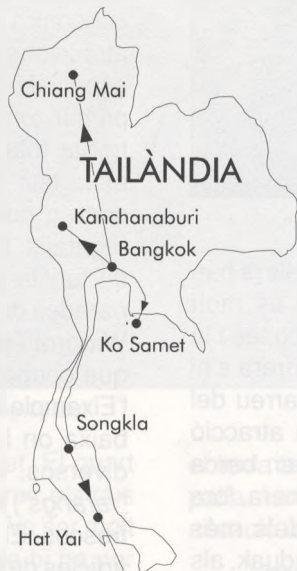 Chiang Mai
TAILÀNDIA
Kanchanaburi
Bangkok
Ko Samet
Songkla
Hat Yai